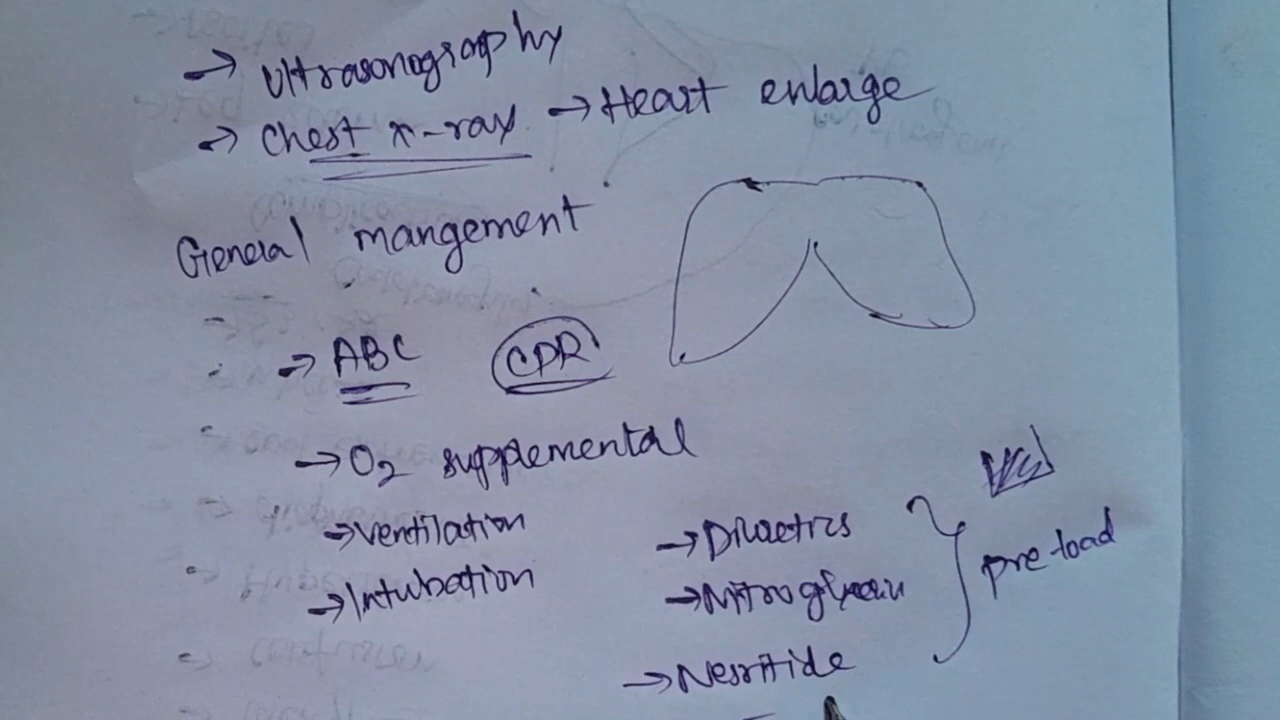 → Ultrasonography
→ Chest x-ray → Heart enlarge
General mangement
→ ABC CPR
→ O2 supplemental
→ ventilation
→ Intubation
→ Diuretics
→ Nitroglycerin
→ Nesritide
pre load